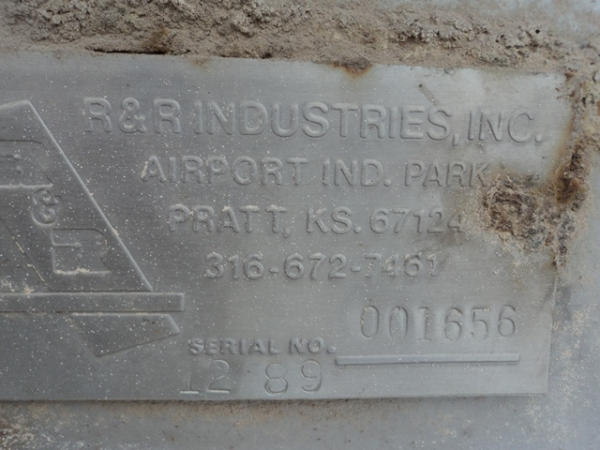 R&R INDUSTRIES, INC.
AIRPORT IND. PARK
PRATT, KS. 67124
316-672-7461
R
&
R
SERIAL NO. 001656
12 89